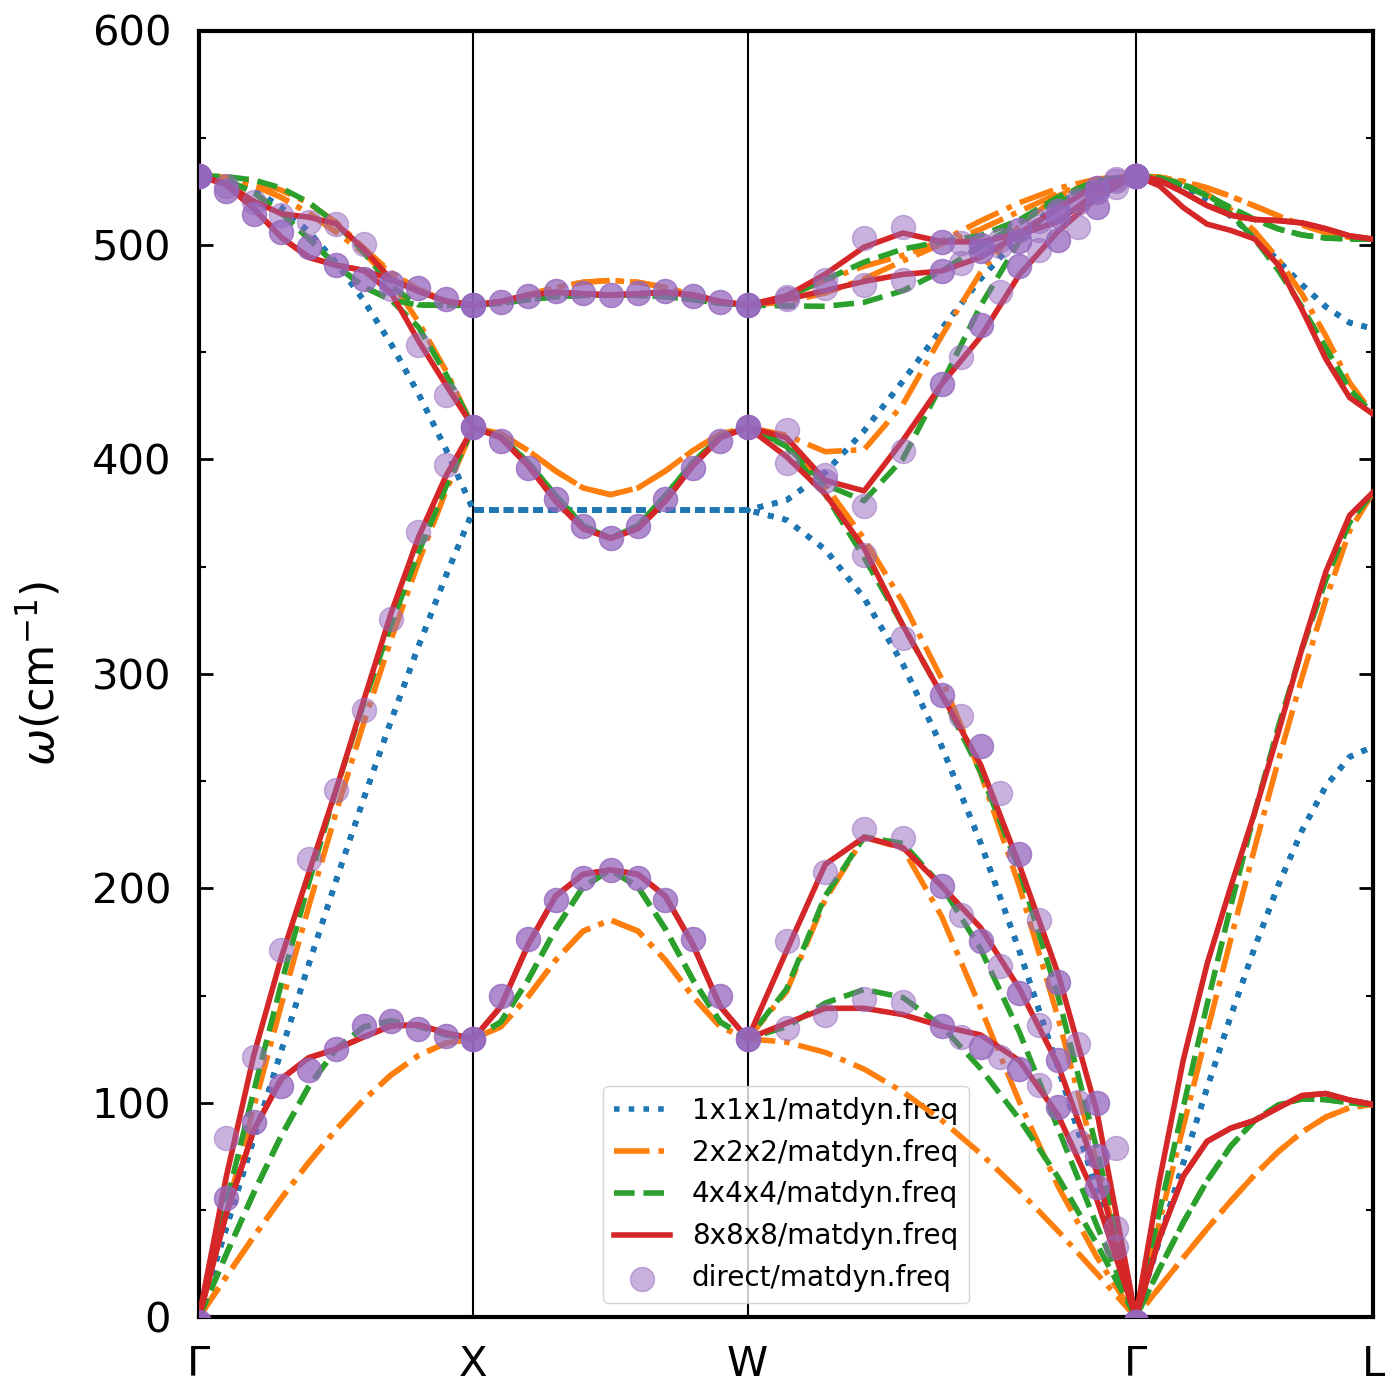 600
500
400
300
200
100
0
ω(cm⁻¹)
1x1x1/matdyn.freq
2x2x2/matdyn.freq
4x4x4/matdyn.freq
8x8x8/matdyn.freq
direct/matdyn.freq
Γ X W Γ L